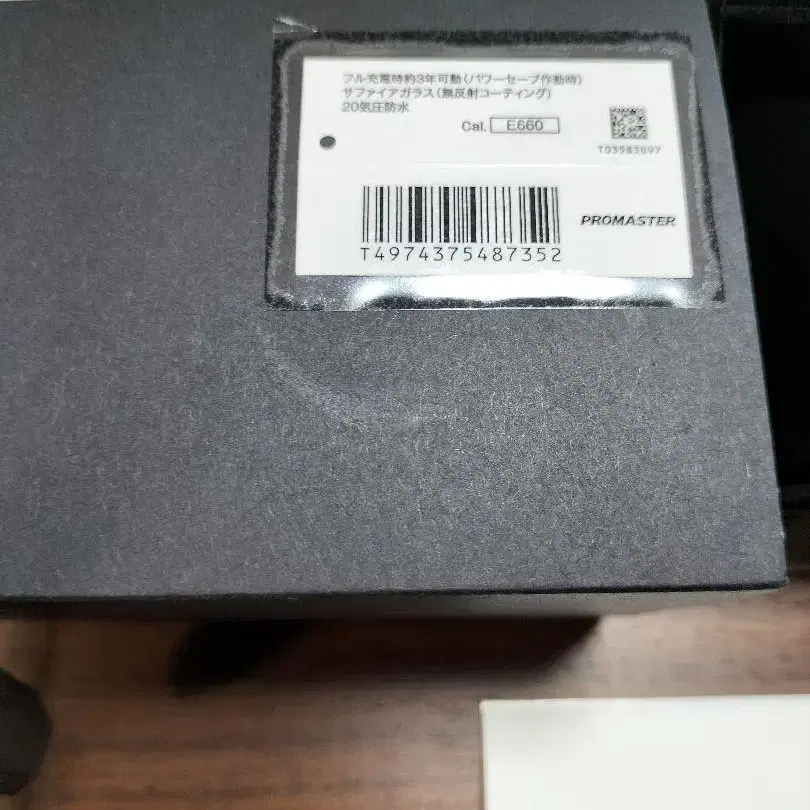 フル充電時約3年可動(パワーセーブ作動時)
サファイアガラス(無反射コーティング)
20気圧防水
Cal. E660
T03983097
PROMASTER
T4974375487352